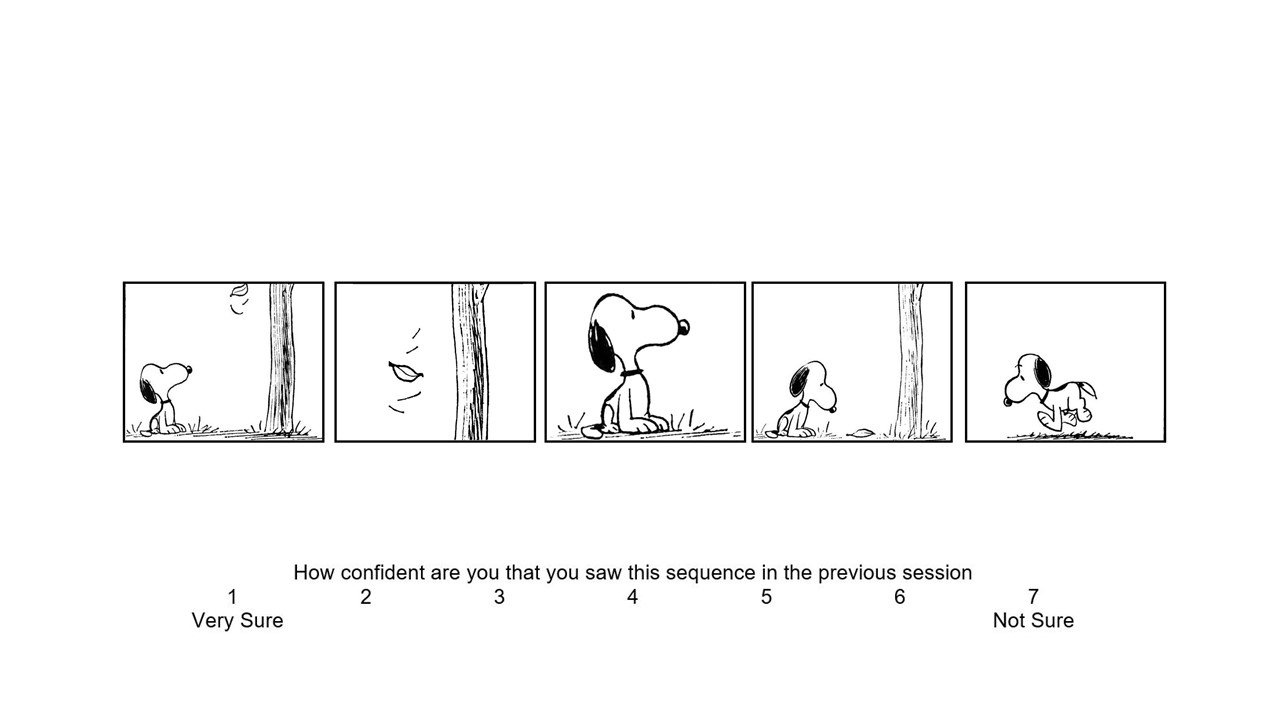 How confident are you that you saw this sequence in the previous session
1 2 3 4 5 6 7
Very Sure Not Sure